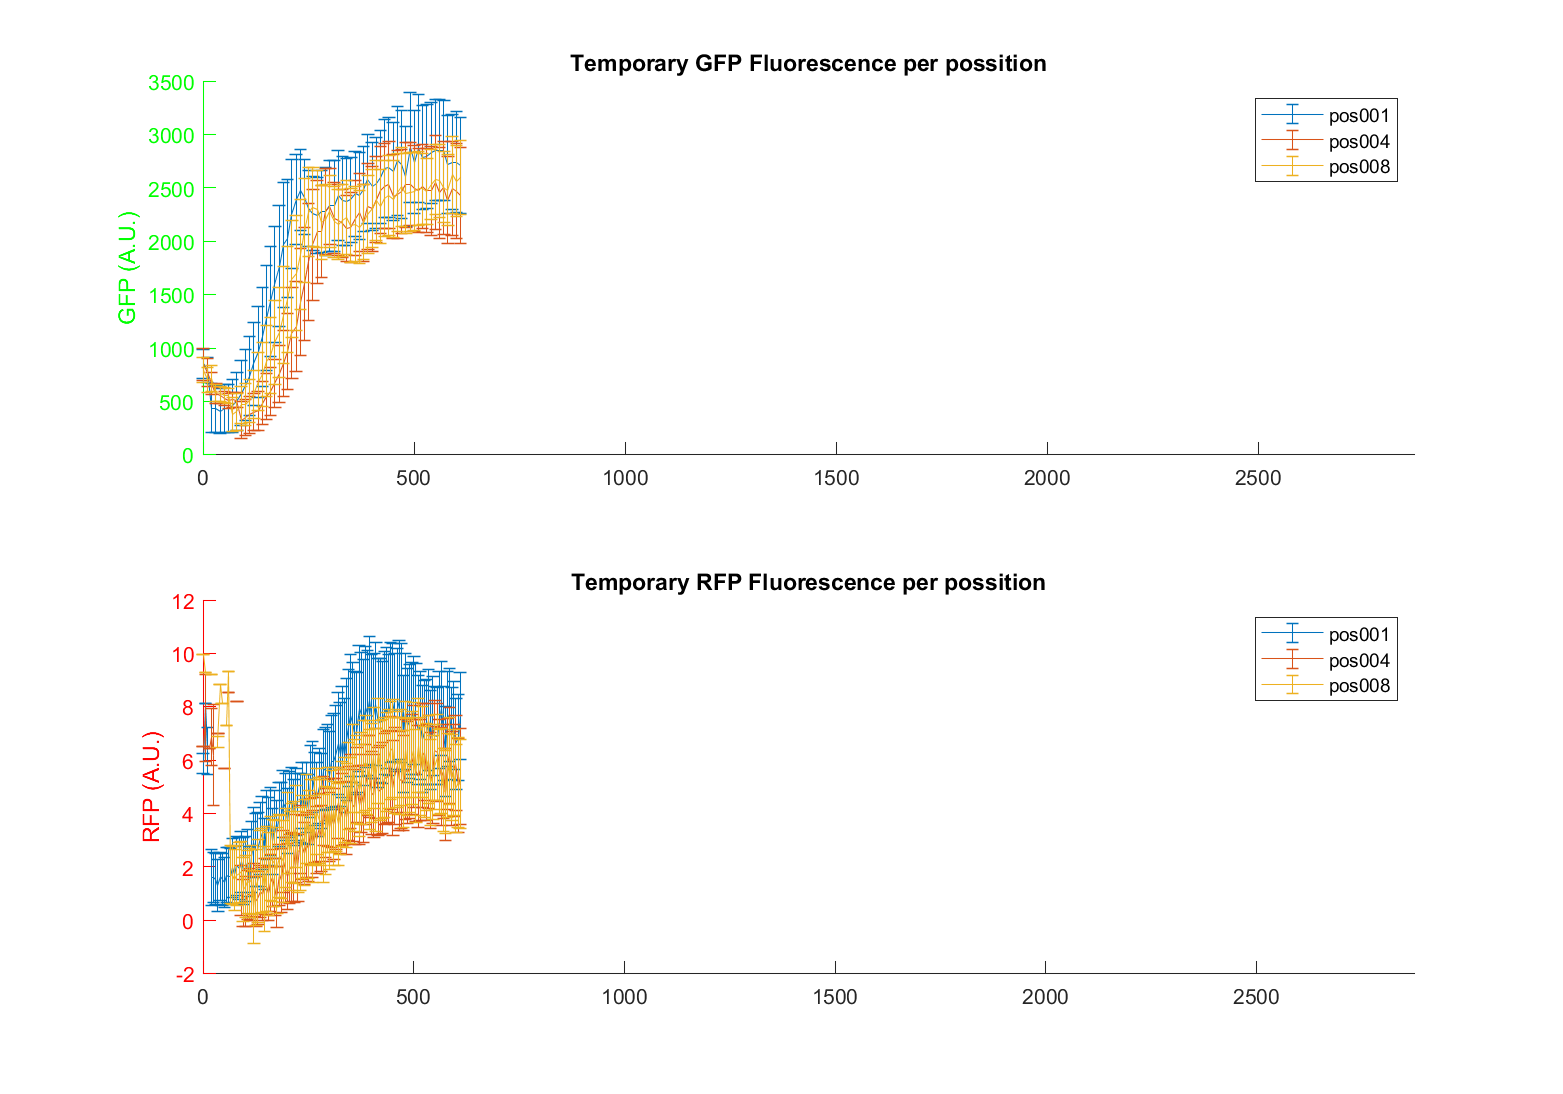 Temporary GFP Fluorescence per possition
3500
3000
2500
2000
1500
1000
500
0
GFP (A.U.)
0 500 1000 1500 2000 2500
pos001
pos004
pos008
Temporary RFP Fluorescence per possition
12
10
8
6
4
2
0
-2
RFP (A.U.)
0 500 1000 1500 2000 2500
pos001
pos004
pos008